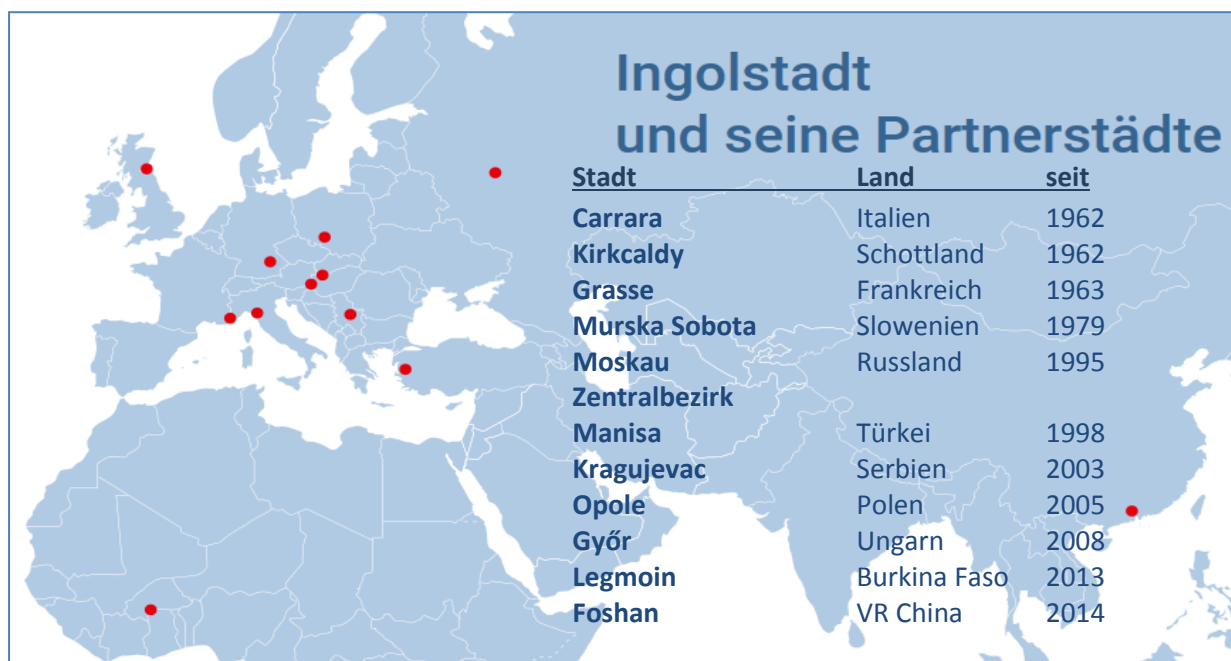 Ingolstadt
und seine Partnerstädte
Stadt Land seit
Carrara Italien 1962
Kirkcaldy Schottland 1962
Grasse Frankreich 1963
Murska Sobota Slowenien 1979
Moskau Russland 1995
Zentralbezirk
Manisa Türkei 1998
Kragujevac Serbien 2003
Opole Polen 2005
Győr Ungarn 2008
Legmoin Burkina Faso 2013
Foshan VR China 2014